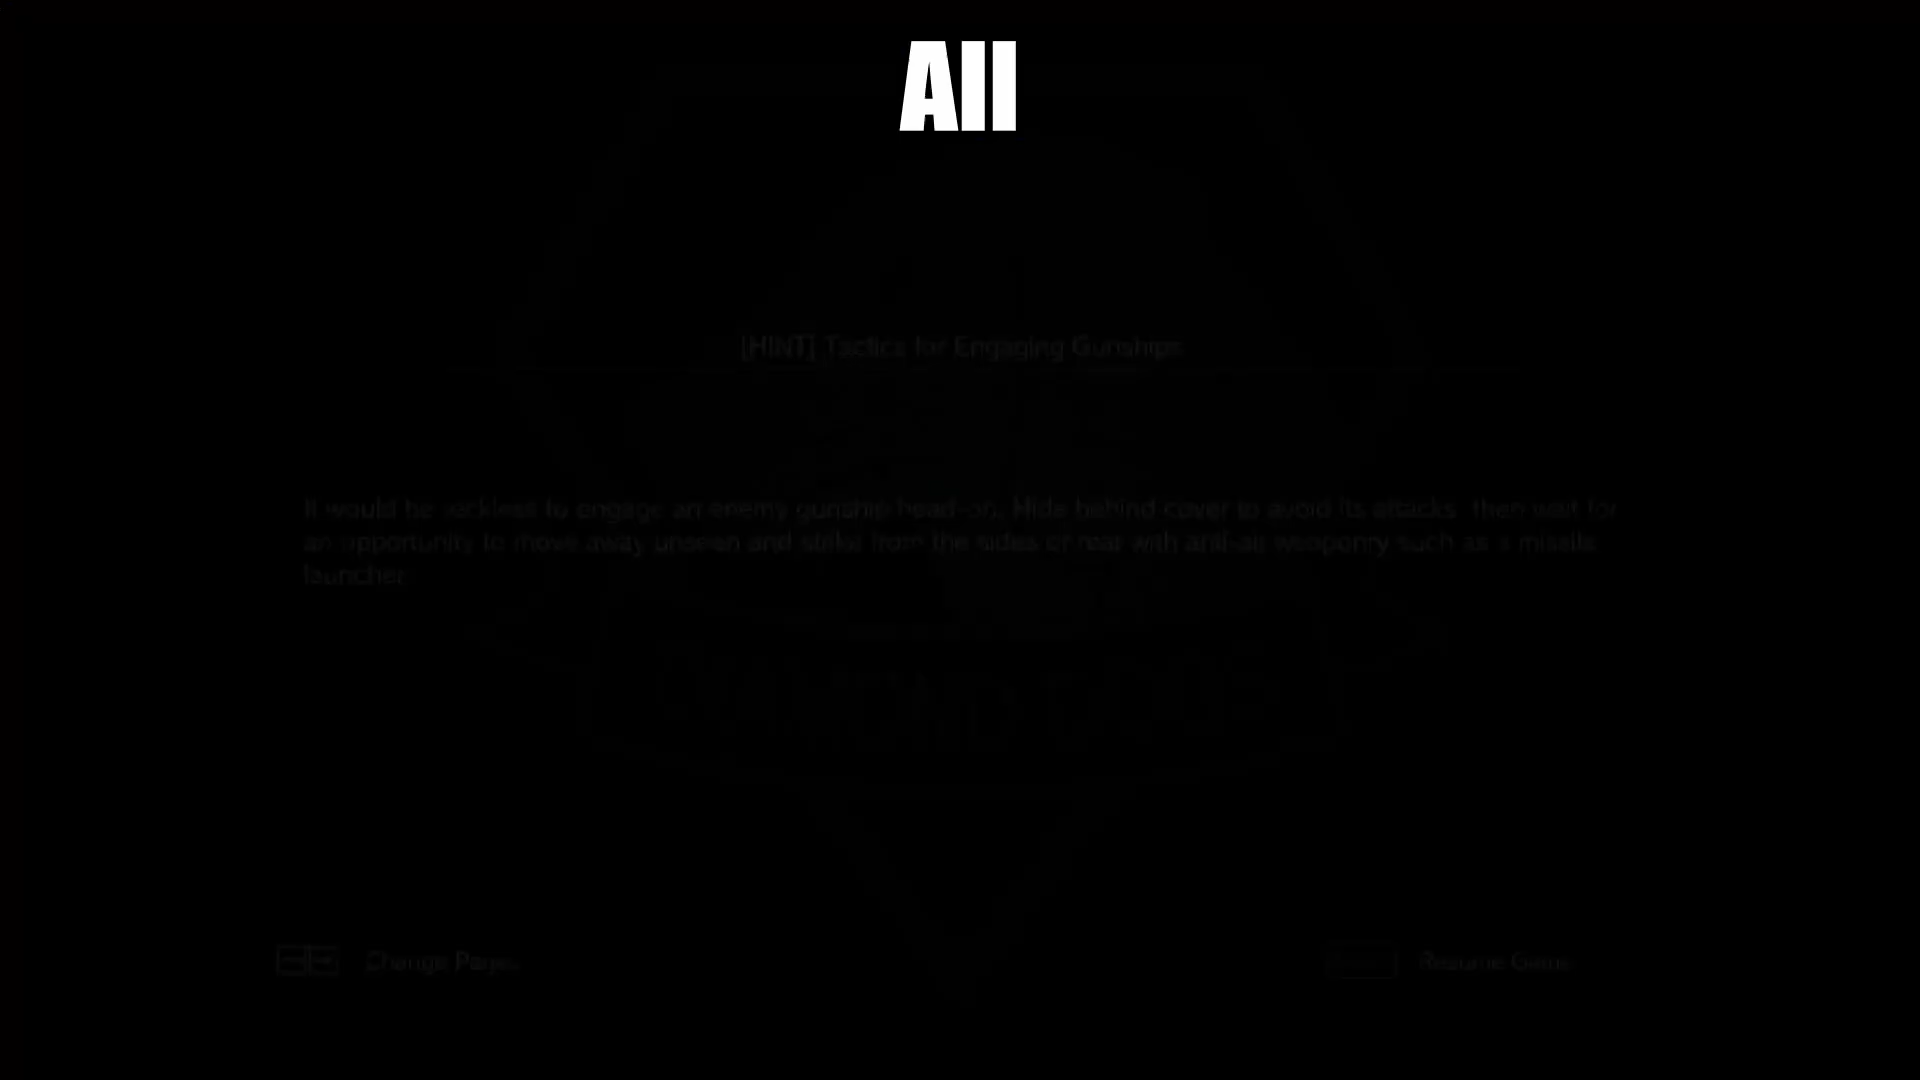 All
[HINT] Tactics for Engaging Gunships
It would be reckless to engage an enemy gunship head-on. Hide behind cover to avoid its attacks, then wait for
an opportunity to move away unseen and strike from the sides or rear with anti-air weaponry such as a missile
launcher.
Change Pages
Resume Game